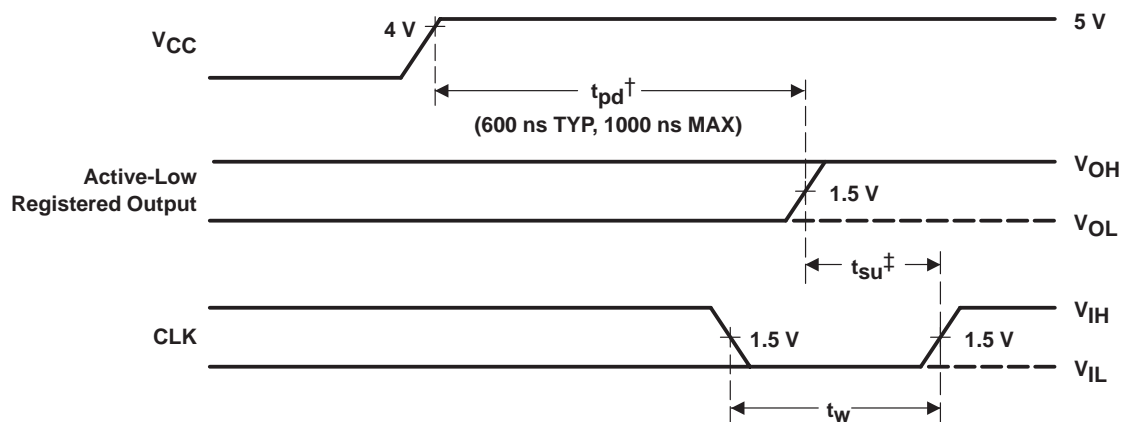 VCC
4 V
5 V
tpd†
(600 ns TYP, 1000 ns MAX)
Active-Low
Registered Output
1.5 V
VOH
VOL
tsu‡
CLK
1.5 V
1.5 V
VIH
VIL
tw